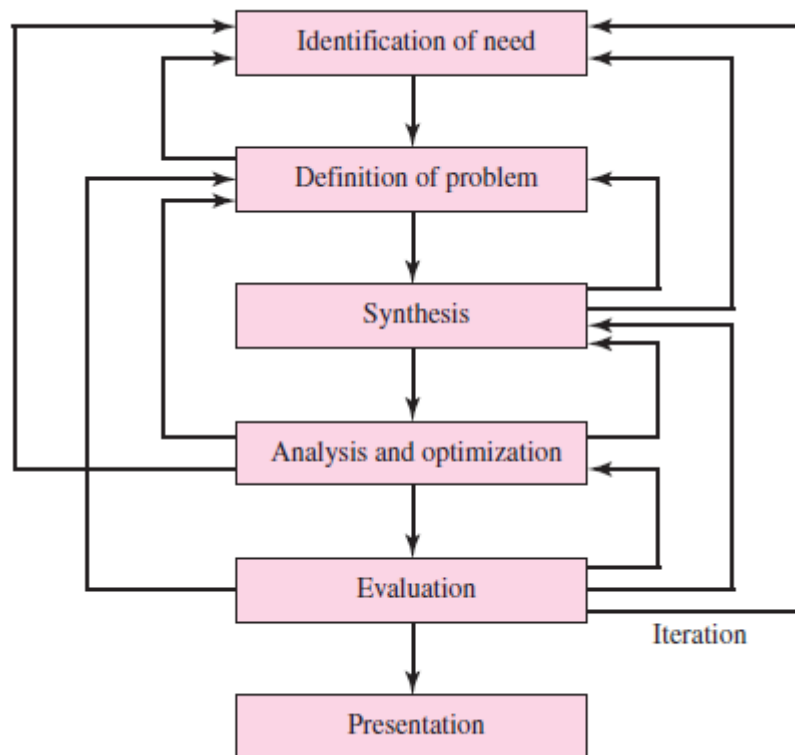 Identification of need
Definition of problem
Synthesis
Analysis and optimization
Evaluation
Iteration
Presentation